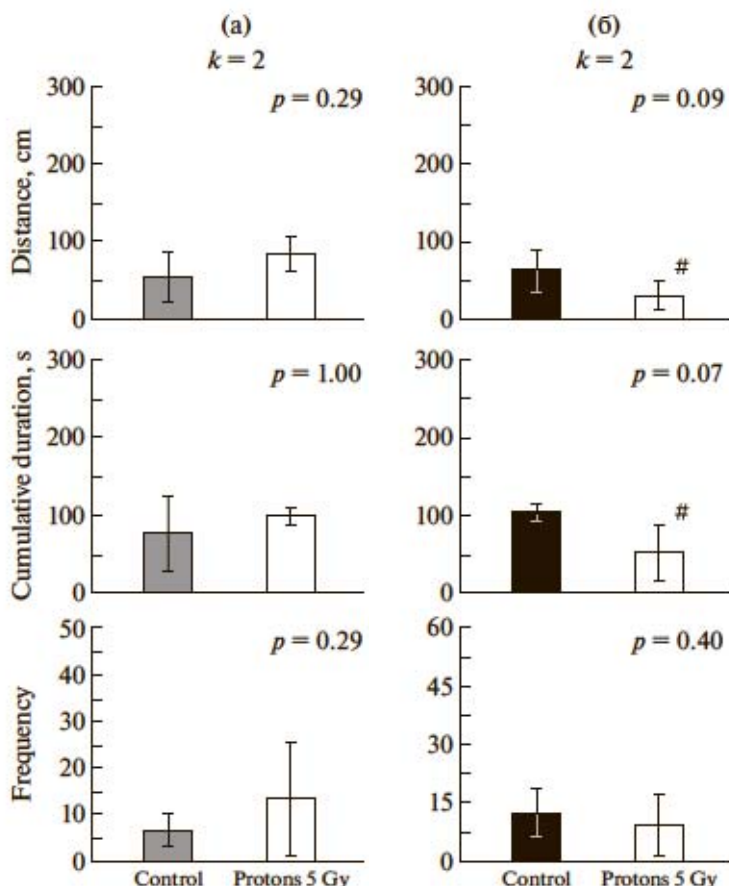 (а)
k = 2
(б)
k = 2
Distance, cm
300
200
100
0
p = 0.29
300
200
100
0
p = 0.09
#
Cumulative duration, s
300
200
100
0
p = 1.00
300
200
100
0
p = 0.07
#
Frequency
50
40
30
20
10
0
p = 0.29
60
45
30
15
0
p = 0.40
Control
Protons 5 Gy
Control
Protons 5 Gy